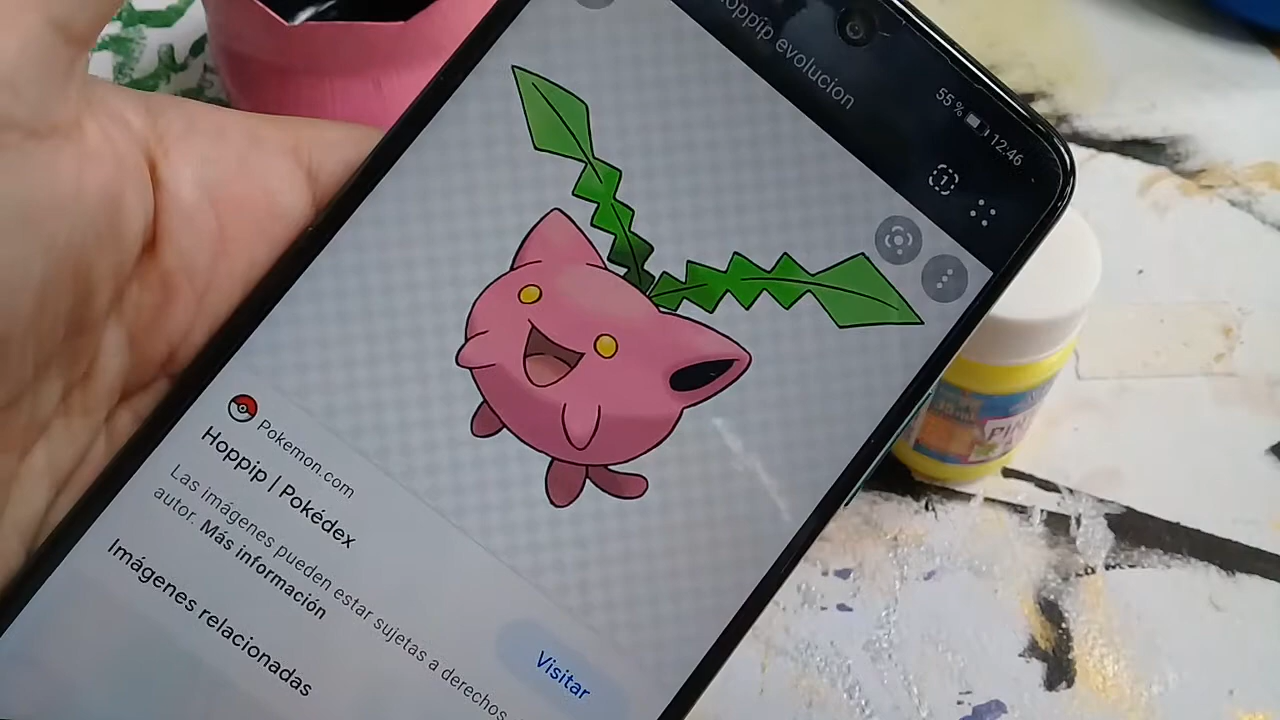 hoppip evolucion
55% 12:46
1
Pokemon.com
Hoppip | Pokédex
Las imágenes pueden estar sujetas a derechos
autor. Más información
Imágenes relacionadas
Visitar